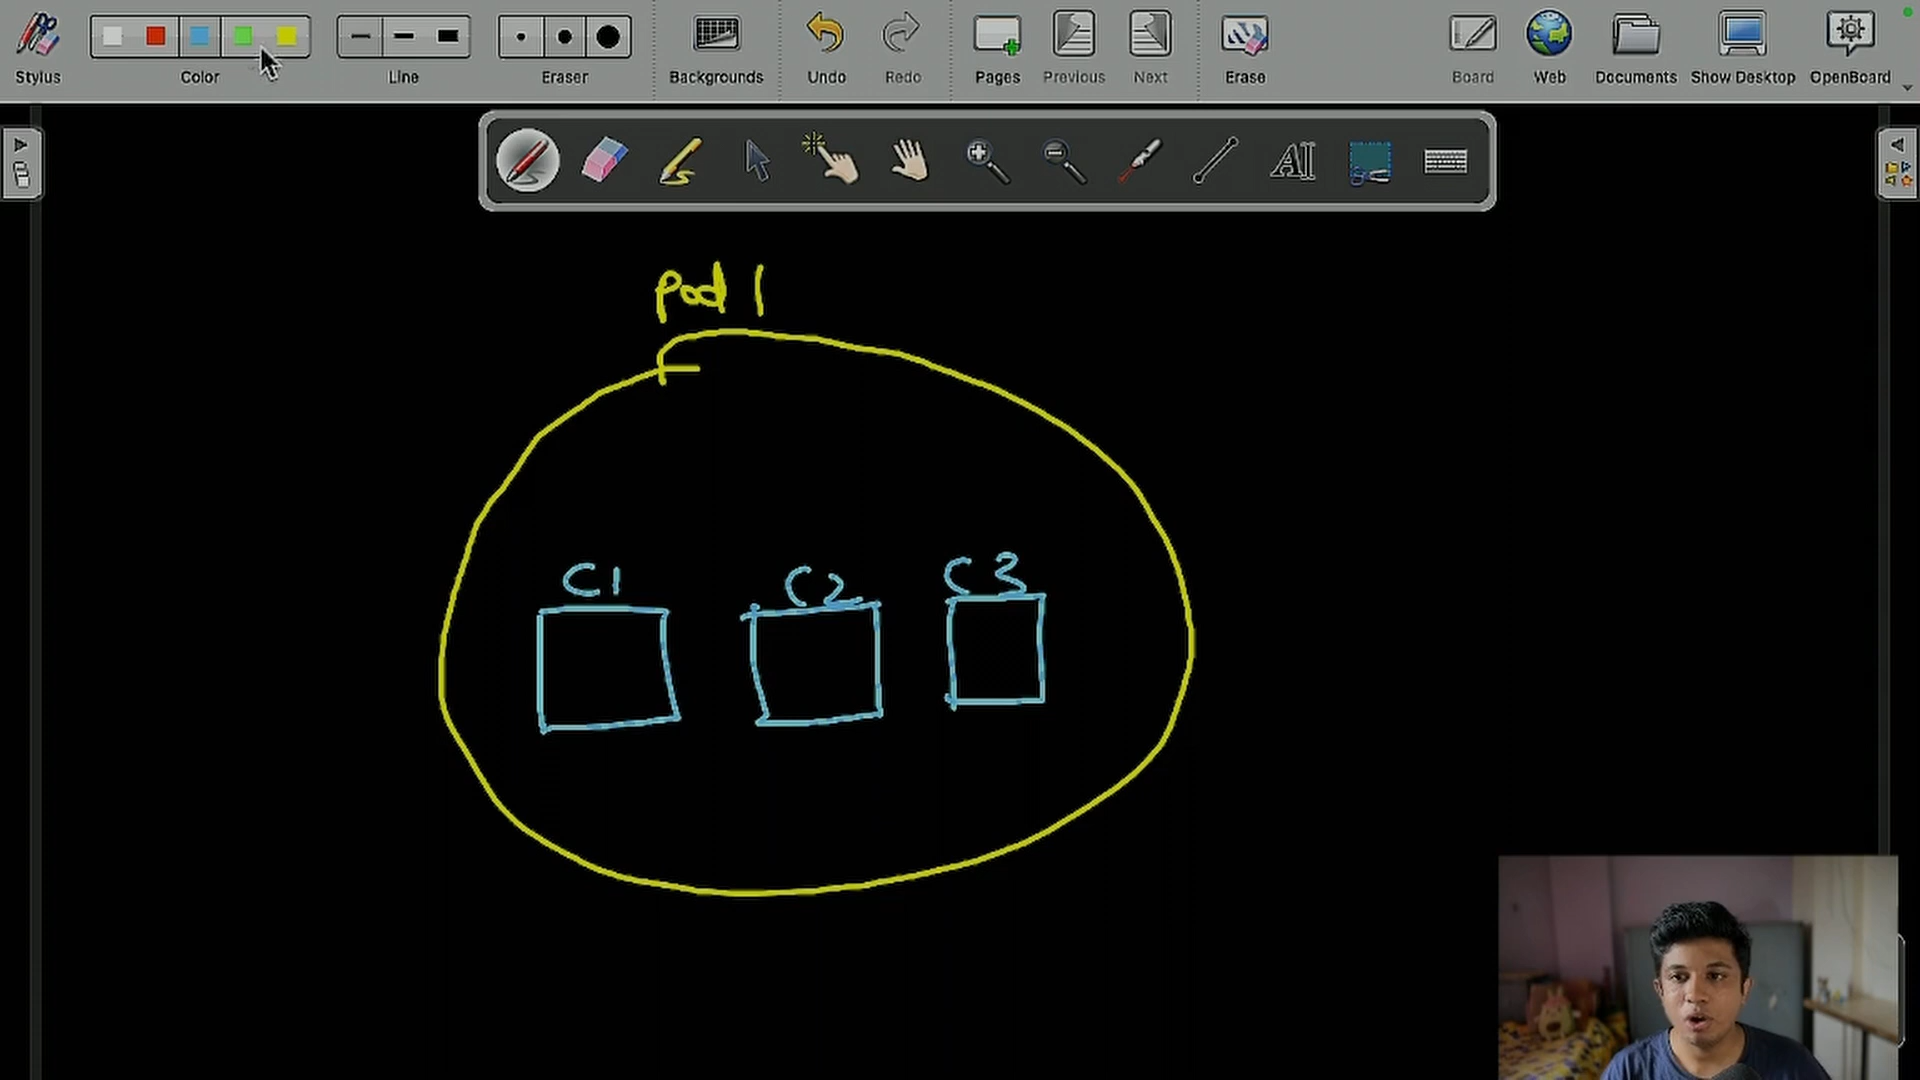 Stylus
Color
Line
Eraser
Backgrounds
Undo
Redo
Pages
Previous
Next
Erase
Board
Web
Documents
Show Desktop
OpenBoard
AI
pod 1
C1
C2
C3